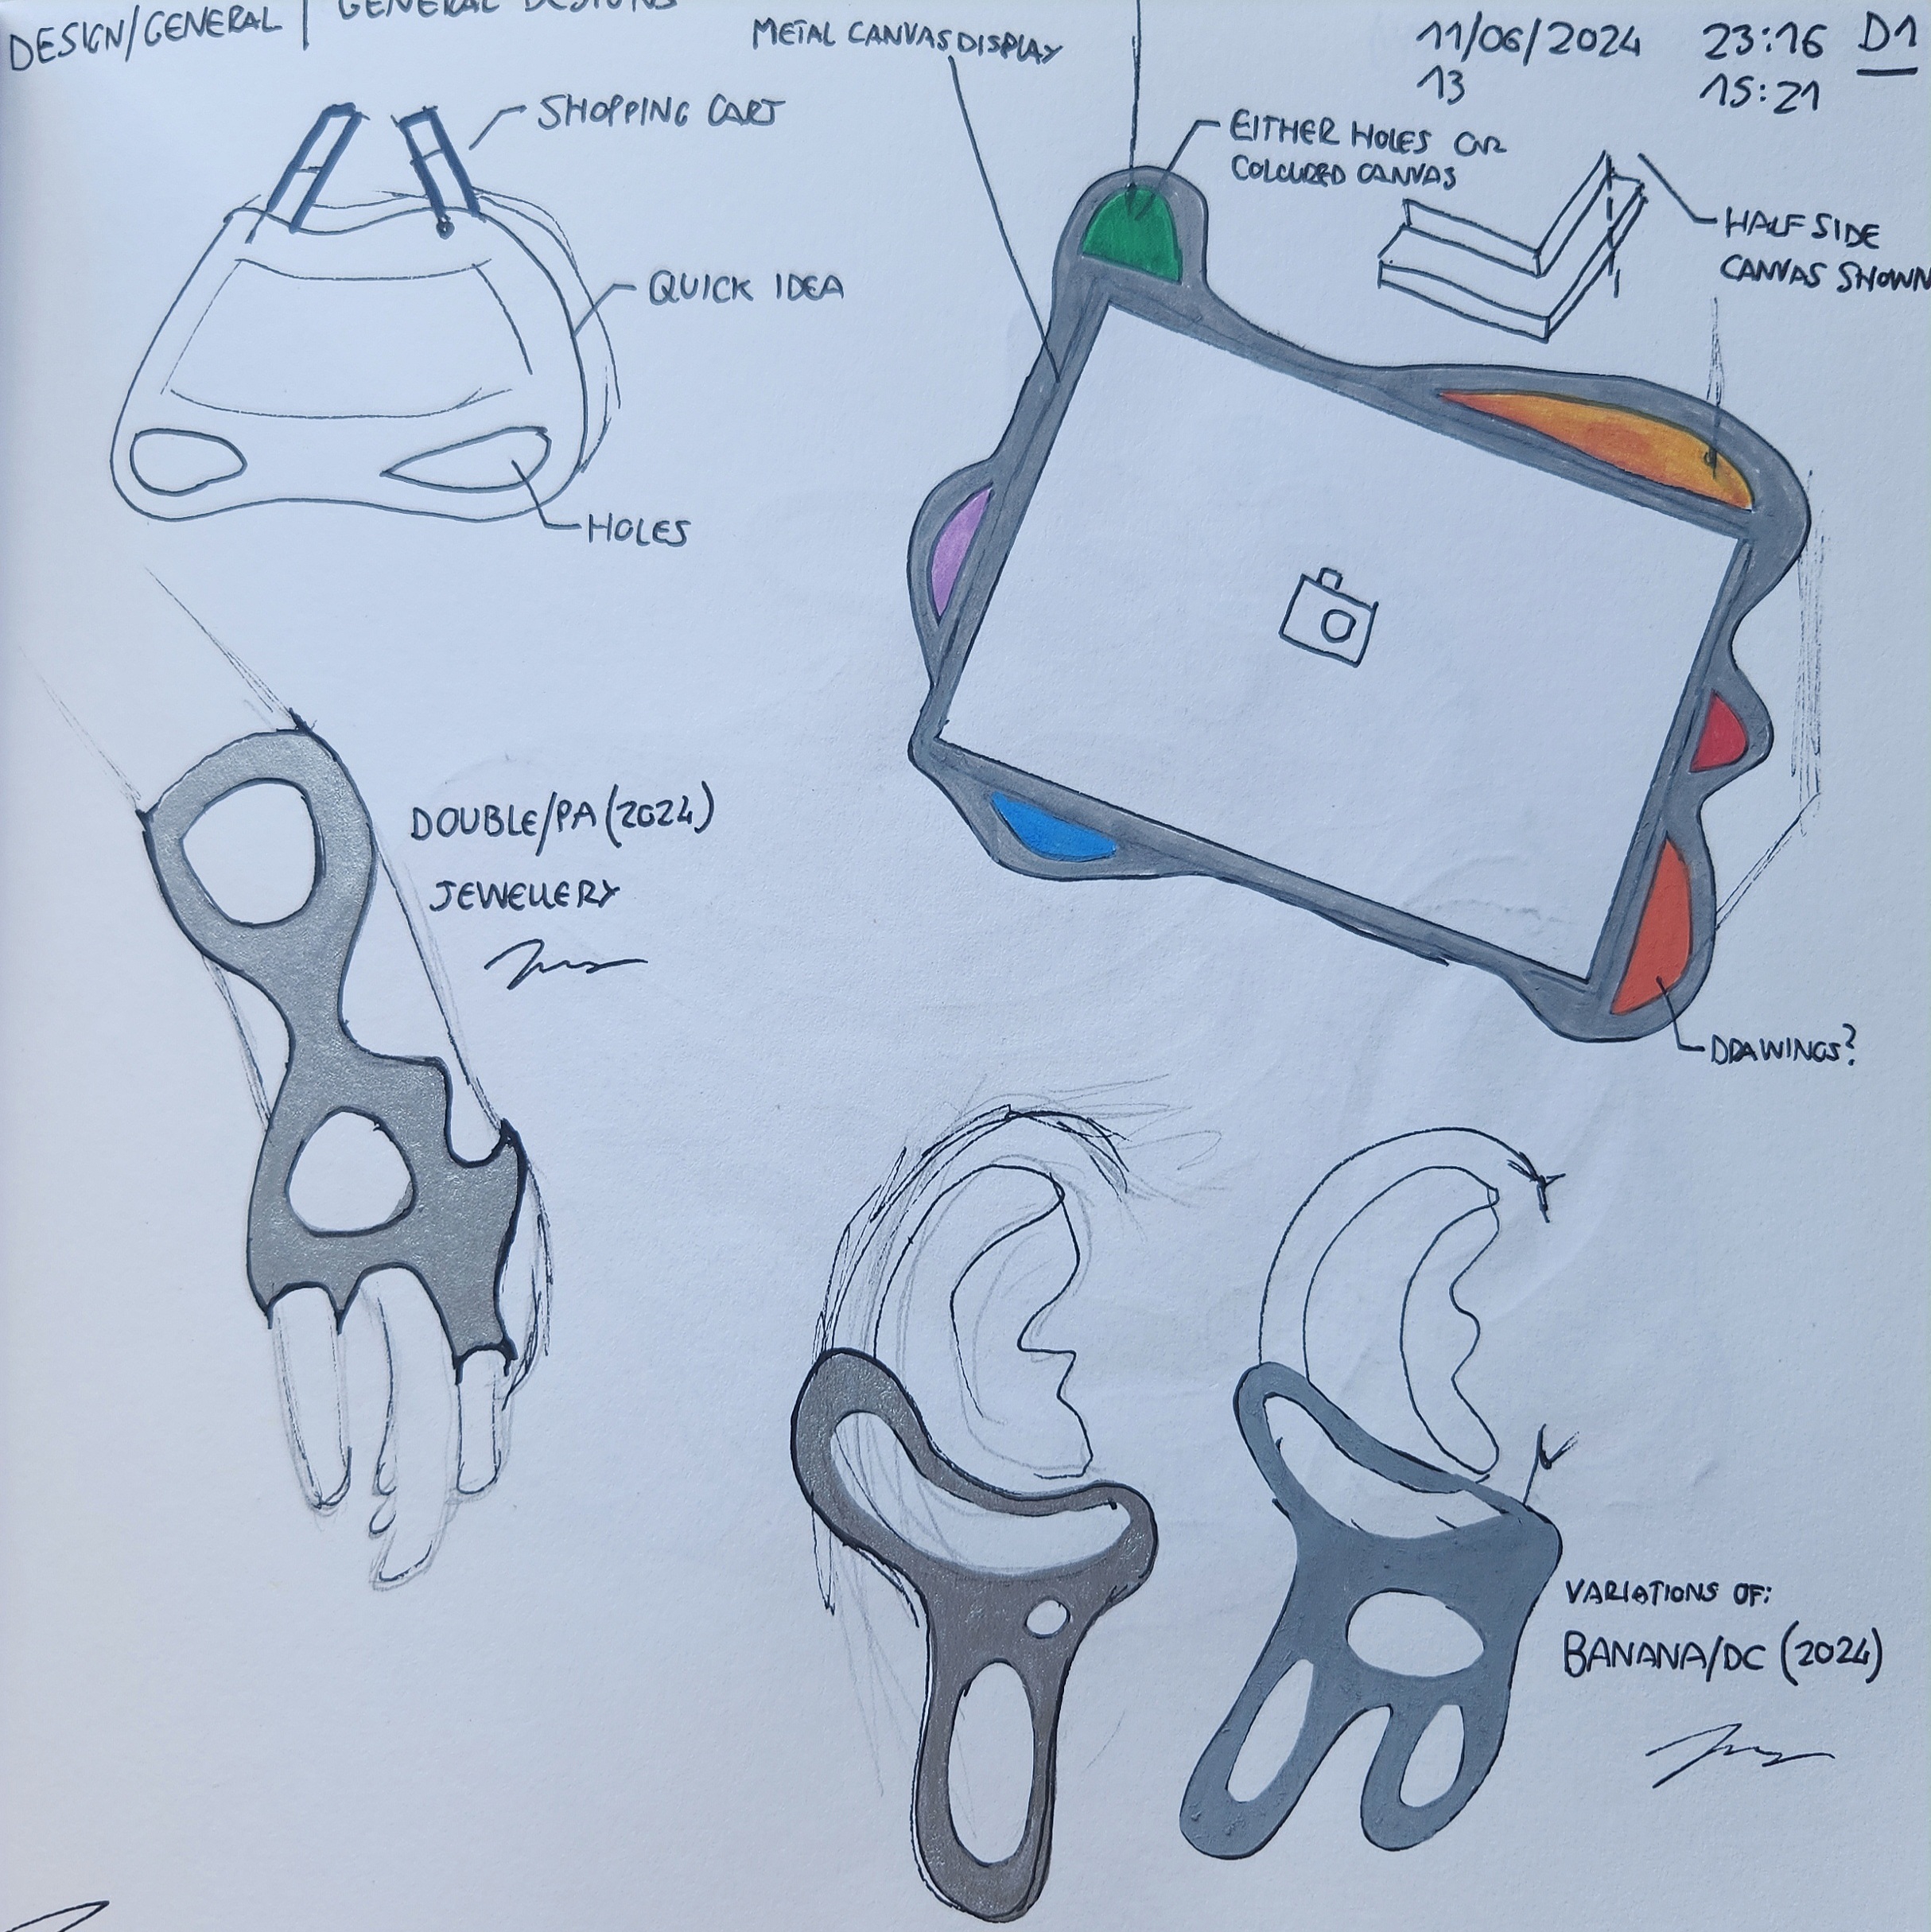 DESIGN/GENERAL | GENERAL DESIGNS
METAL CANVAS DISPLAY
11/06/2024 23:16 D1
13 15:21
SHOPPING CART
EITHER HOLES OR
COLOURED CANVAS
HALF SIDE
CANVAS SHOWN
QUICK IDEA
HOLES
DOUBLE/PA (2024)
JEWELLERY
DRAWINGS?
VARIATIONS OF:
BANANA/DC (2024)